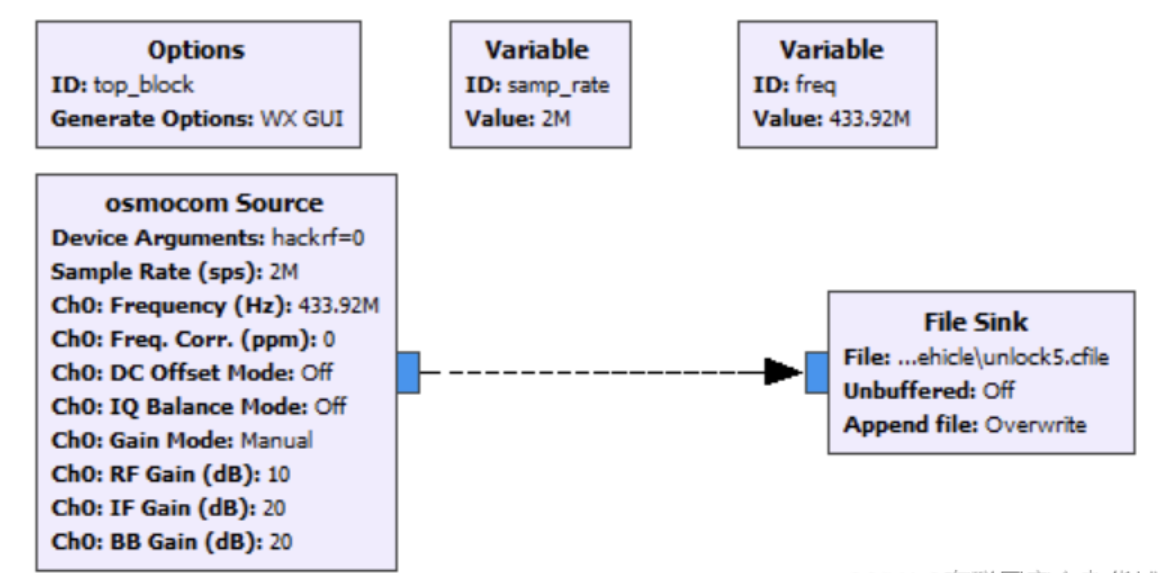 Options
ID: top_block
Generate Options: WX GUI
Variable
ID: samp_rate
Value: 2M
Variable
ID: freq
Value: 433.92M
osmocom Source
Device Arguments: hackrf=0
Sample Rate (sps): 2M
Ch0: Frequency (Hz): 433.92M
Ch0: Freq. Corr. (ppm): 0
Ch0: DC Offset Mode: Off
Ch0: IQ Balance Mode: Off
Ch0: Gain Mode: Manual
Ch0: RF Gain (dB): 10
Ch0: IF Gain (dB): 20
Ch0: BB Gain (dB): 20
File Sink
File: ...ehicle\unlock5.cfile
Unbuffered: Off
Append file: Overwrite